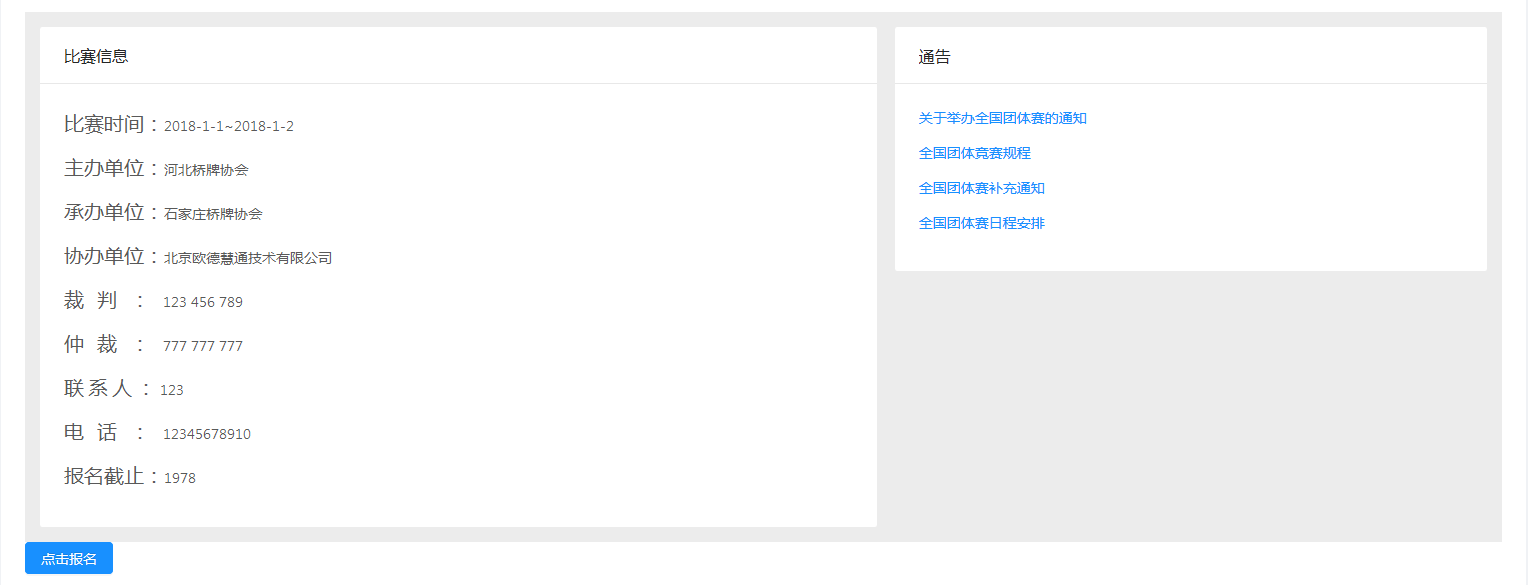 比赛信息
比赛时间：2018-1-1~2018-1-2
主办单位：河北桥牌协会
承办单位：石家庄桥牌协会
协办单位：北京欧德慧通技术有限公司
裁 判 ： 123 456 789
仲 裁 ： 777 777 777
联 系 人 ： 123
电 话 ： 12345678910
报名截止：1978
通告
关于举办全国团体赛的通知
全国团体竞赛规程
全国团体赛补充通知
全国团体赛日程安排
点击报名